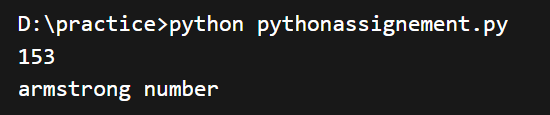 D:\practice>python pythonassignement.py
153
armstrong number